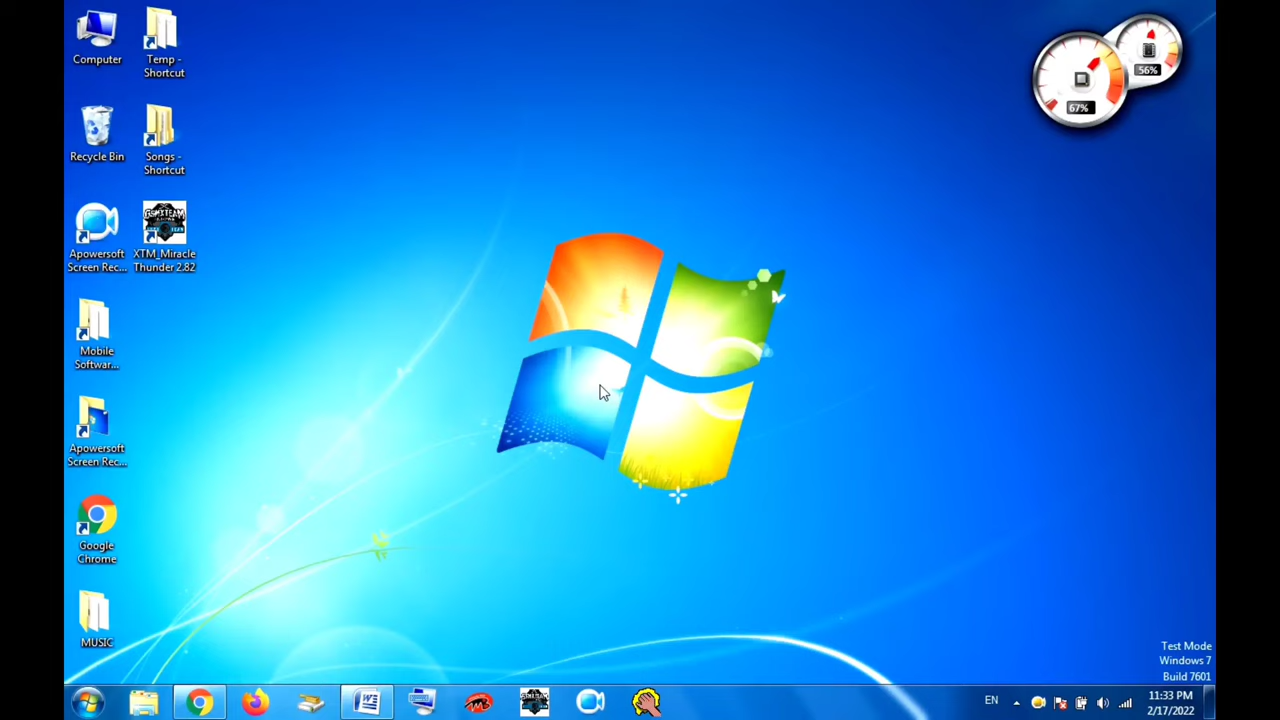 Computer
Temp -
Shortcut
Recycle Bin
Songs -
Shortcut
Apowersoft
Screen Rec...
GSMXTEAM
XTM_Miracle
Thunder 2.82
Mobile
Softwar...
Apowersoft
Screen Rec...
Google
Chrome
MUSIC
67%
56%
Test Mode
Windows 7
Build 7601
EN
11:33 PM
2/17/2022